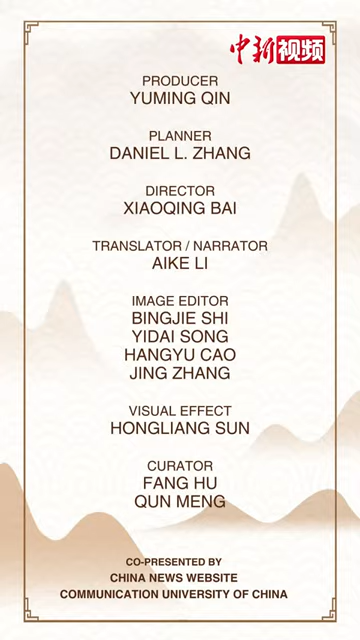 中新视频
PRODUCER
YUMING QIN
PLANNER
DANIEL L. ZHANG
DIRECTOR
XIAOQING BAI
TRANSLATOR / NARRATOR
AIKE LI
IMAGE EDITOR
BINGJIE SHI
YIDAI SONG
HANGYU CAO
JING ZHANG
VISUAL EFFECT
HONGLIANG SUN
CURATOR
FANG HU
QUN MENG
CO-PRESENTED BY
CHINA NEWS WEBSITE
COMMUNICATION UNIVERSITY OF CHINA